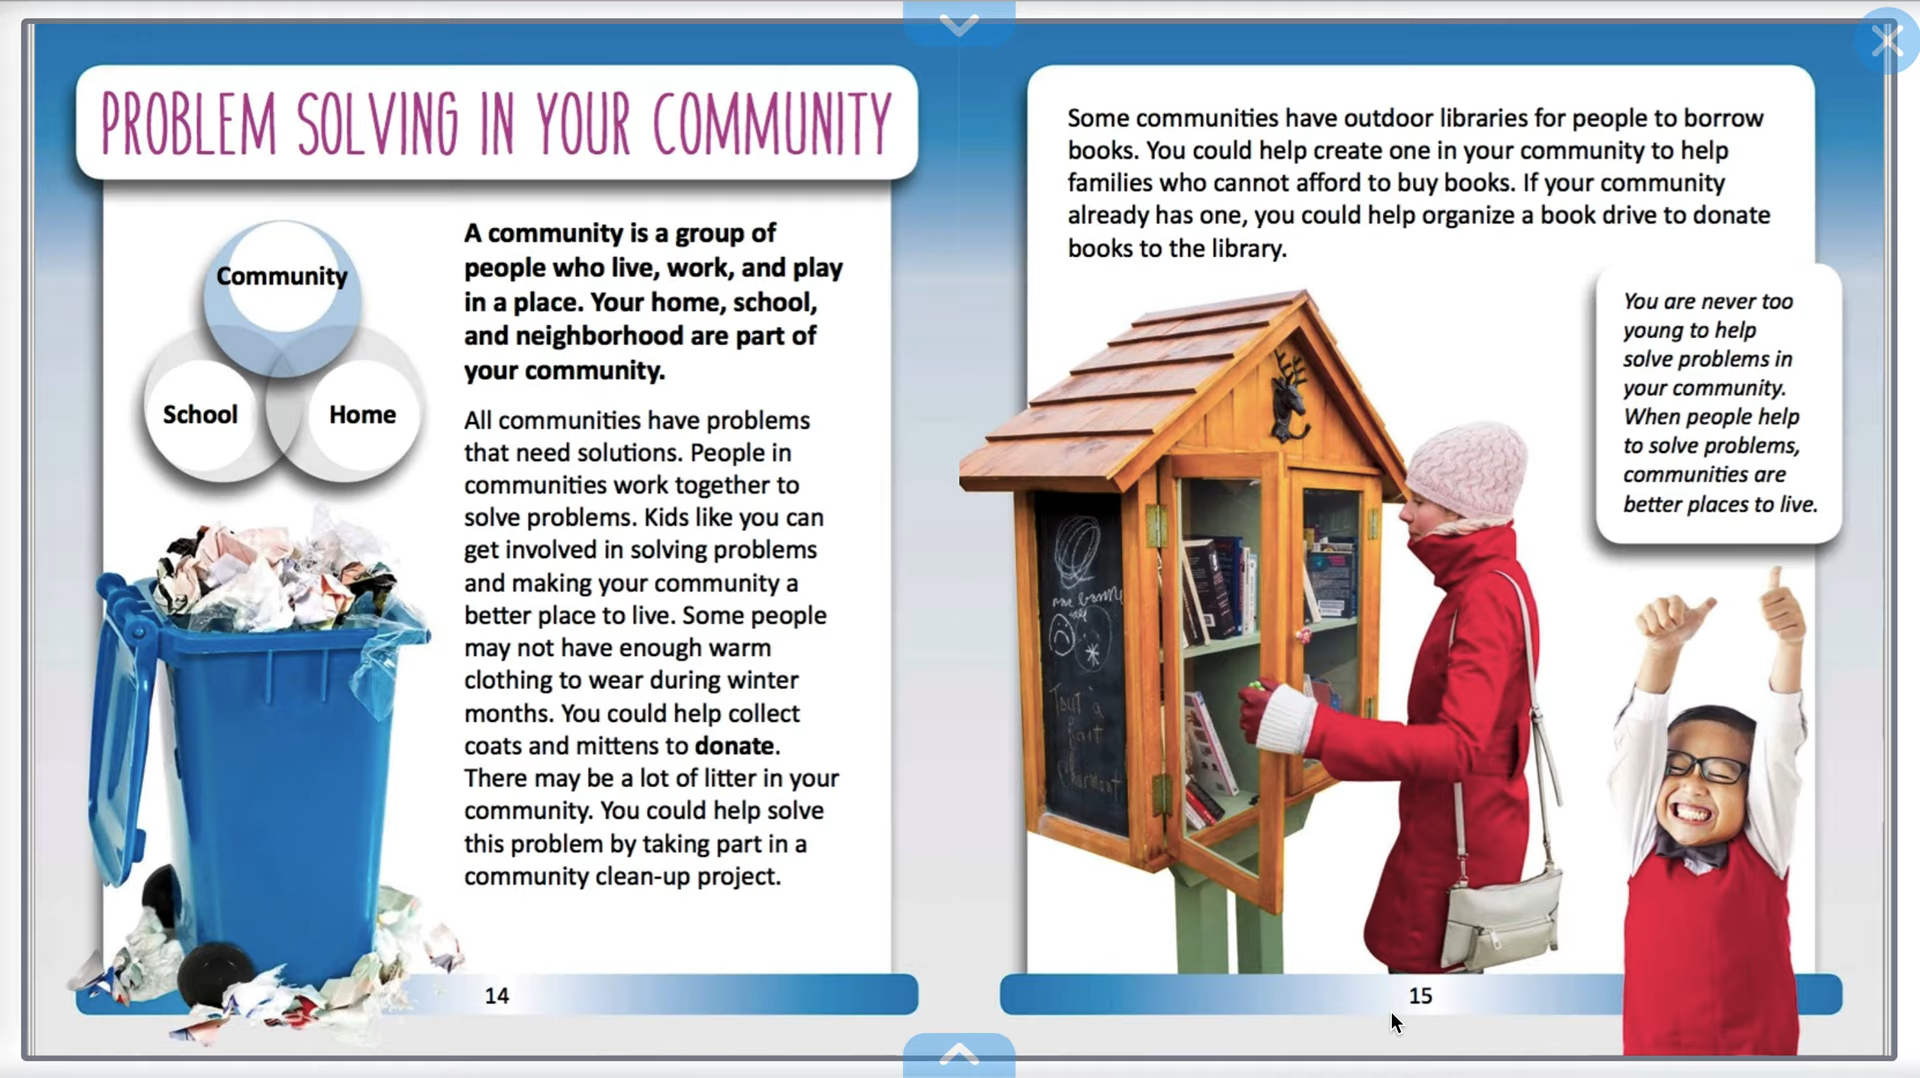 PROBLEM SOLVING IN YOUR COMMUNITY
Community
School
Home
A community is a group of
people who live, work, and play
in a place. Your home, school,
and neighborhood are part of
your community.
All communities have problems
that need solutions. People in
communities work together to
solve problems. Kids like you can
get involved in solving problems
and making your community a
better place to live. Some people
may not have enough warm
clothing to wear during winter
months. You could help collect
coats and mittens to donate.
There may be a lot of litter in your
community. You could help solve
this problem by taking part in a
community clean-up project.
14
Some communities have outdoor libraries for people to borrow
books. You could help create one in your community to help
families who cannot afford to buy books. If your community
already has one, you could help organize a book drive to donate
books to the library.
You are never too
young to help
solve problems in
your community.
When people help
to solve problems,
communities are
better places to live.
Tout à
fait
charmant
15